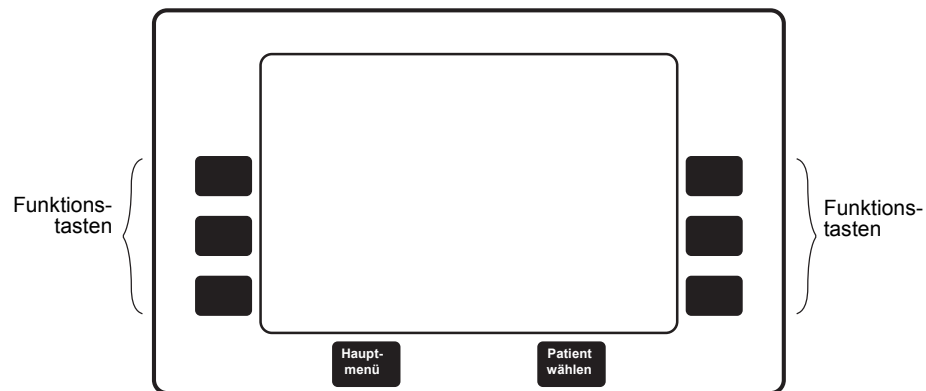 Funktions-
tasten
Funktions-
tasten
Haupt-
menü
Patient
wählen